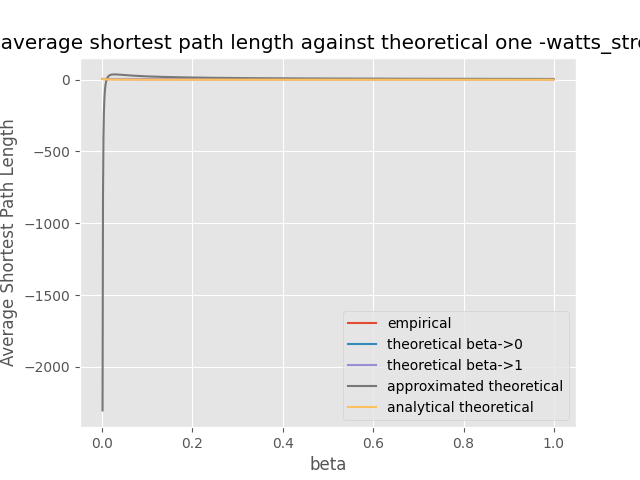 average shortest path length against theoretical one -watts_stro
Average Shortest Path Length
0
−500
−1000
−1500
−2000
empirical
theoretical beta->0
theoretical beta->1
approximated theoretical
analytical theoretical
0.0 0.2 0.4 0.6 0.8 1.0
beta